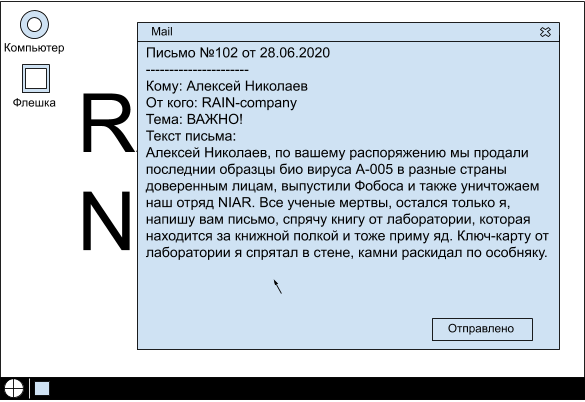 Mail
Компьютер
Флешка
R
N
Письмо №102 от 28.06.2020
---------------------
Кому: Алексей Николаев
От кого: RAIN-company
Тема: ВАЖНО!
Текст письма:
Алексей Николаев, по вашему распоряжению мы продали
последнии образцы био вируса А-005 в разные страны
доверенным лицам, выпустили Фобоса и также уничтожаем
наш отряд NIAR. Все ученые мертвы, остался только я,
напишу вам письмо, спрячу книгу от лаборатории, которая
находится за книжной полкой и тоже приму яд. Ключ-карту от
лаборатории я спрятал в стене, камни раскидал по особняку.
Отправлено